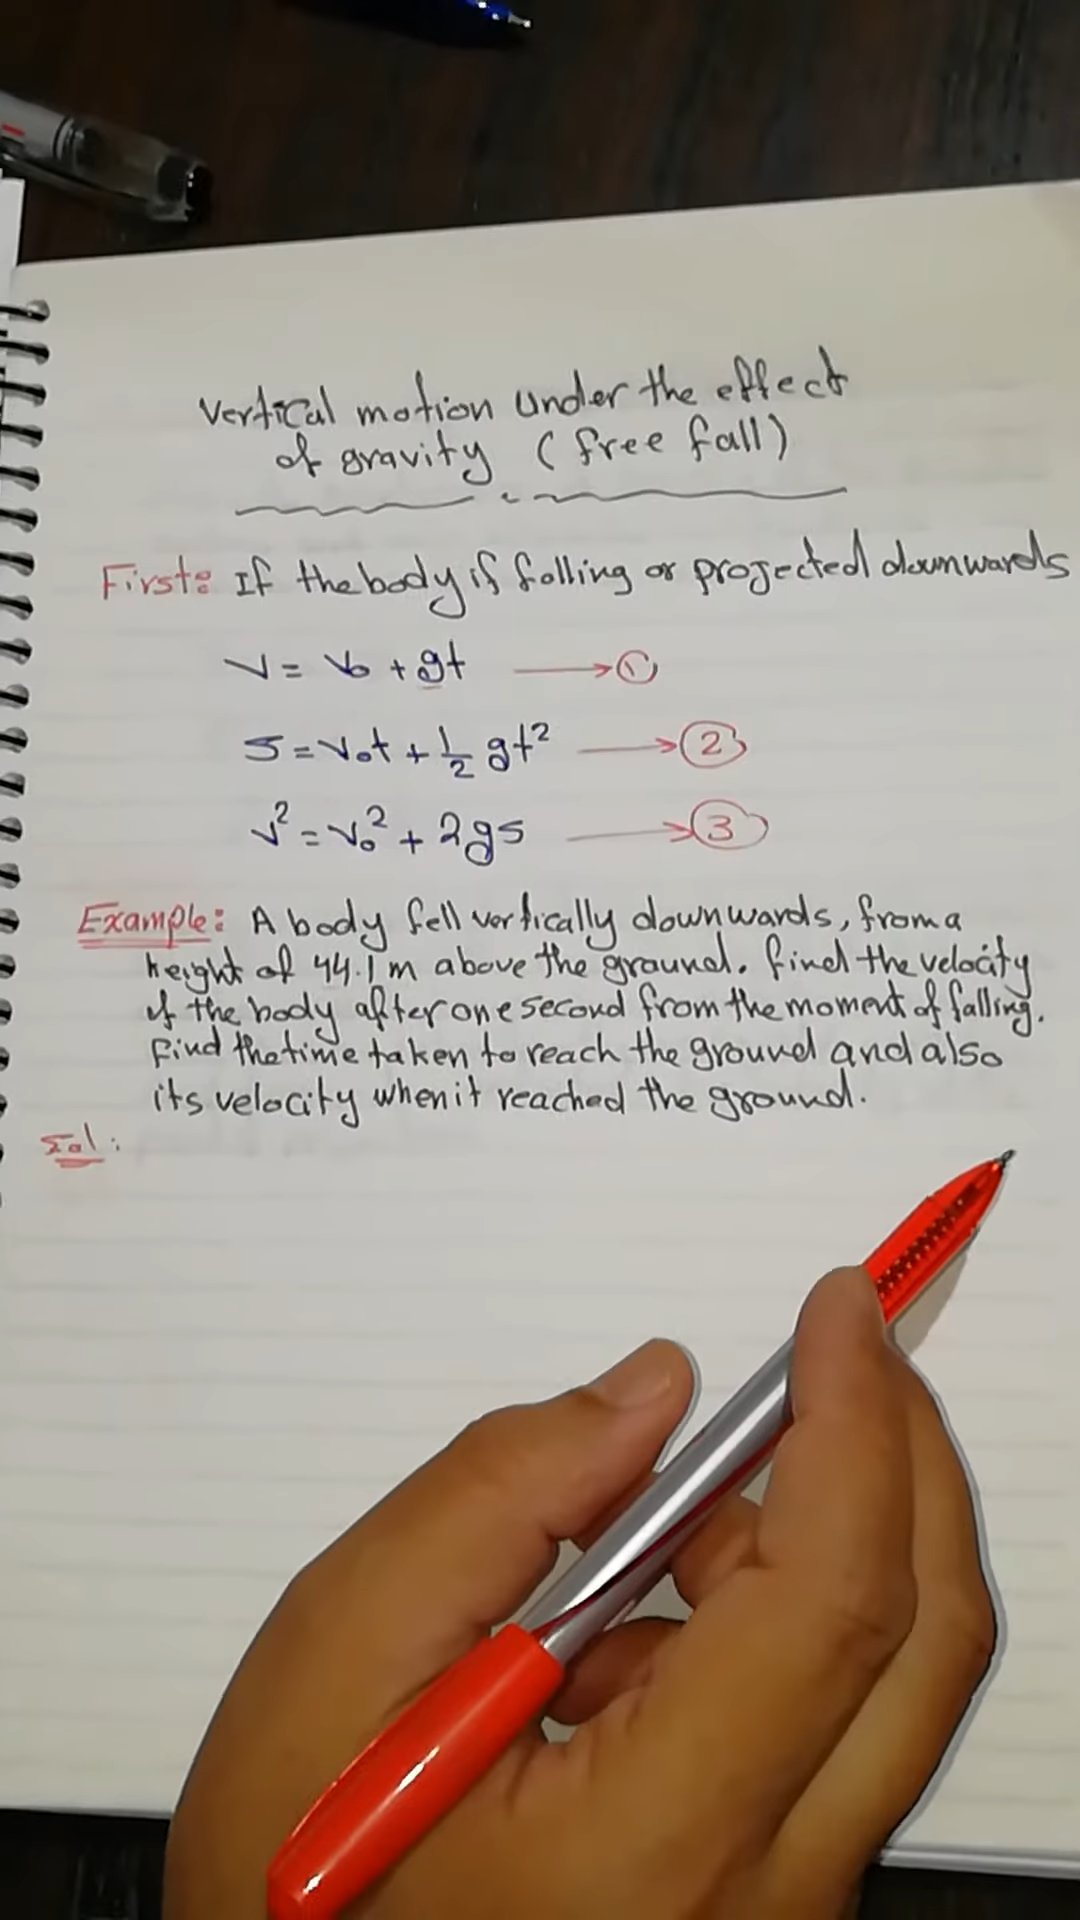 Vertical motion under the effect
of gravity (free fall)
First: If the body if falling or projected downwards
V = V₀ + gt → ①
S = V₀t + 1/2 gt² → ②
V² = V₀² + 2gs → ③
Example: A body fell vertically downwards, from a
height of 44.1 m above the ground. find the velocity
of the body after one second from the moment of falling.
Find the time taken to reach the ground and also
its velocity when it reached the ground.
Sol: